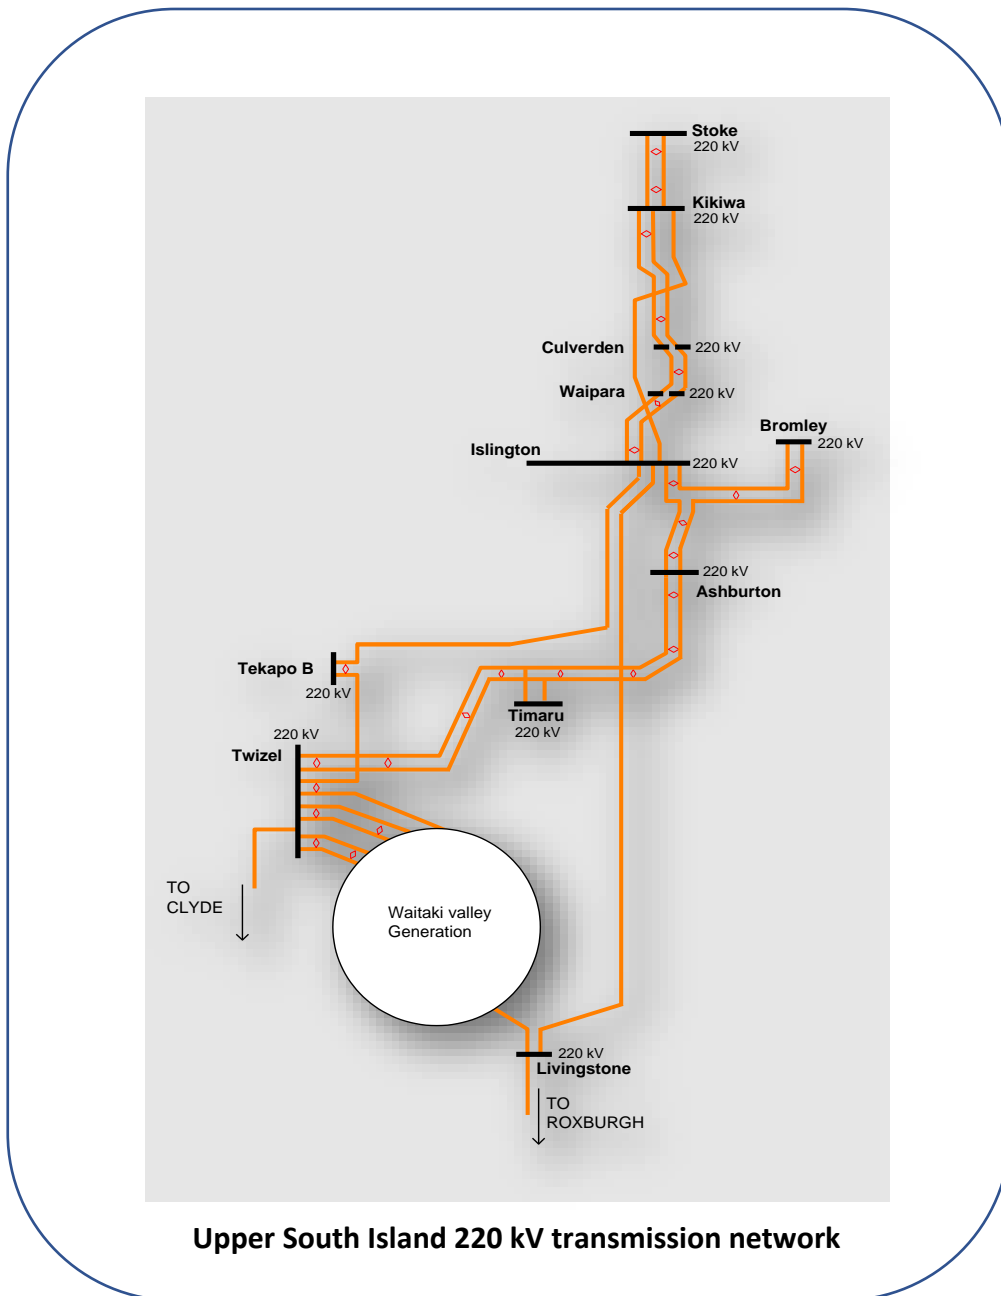 Stoke
220 kV
Kikiwa
220 kV
Culverden
220 kV
Waipara
220 kV
Bromley
220 kV
Islington
220 kV
220 kV
Ashburton
Tekapo B
220 kV
Timaru
220 kV
220 kV
Twizel
TO
CLYDE
Waitaki valley
Generation
220 kV
Livingstone
TO
ROXBURGH
Upper South Island 220 kV transmission network